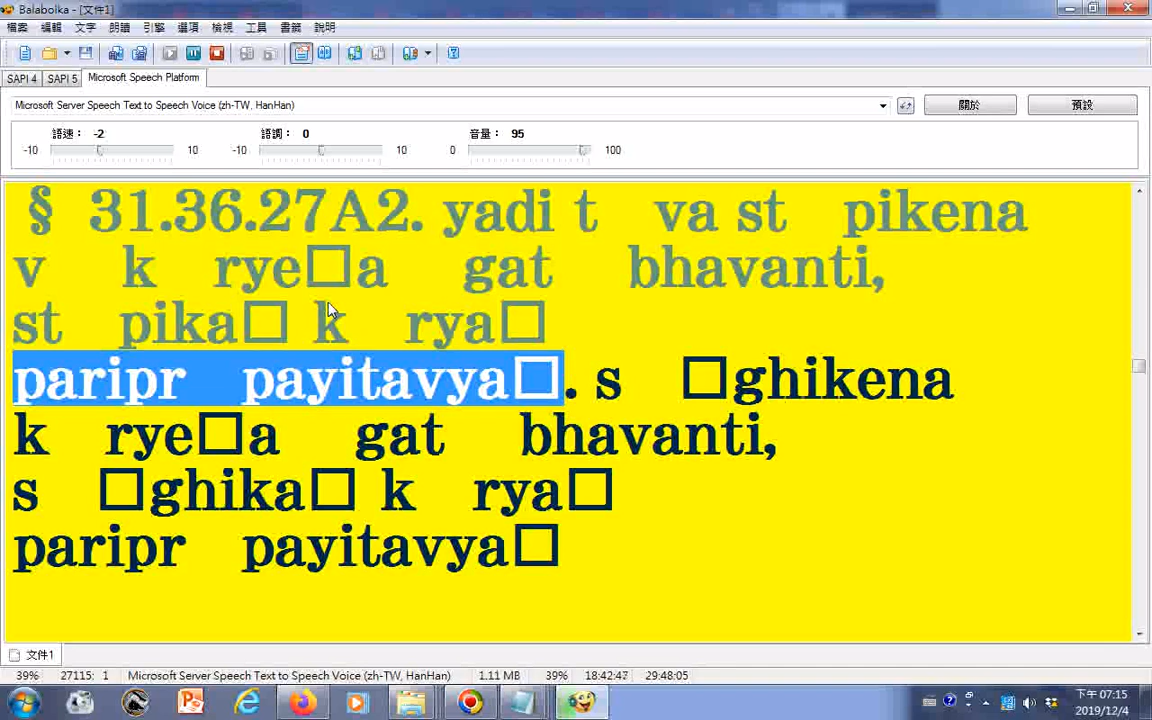 Balabolka - [文件1]
檔案 編輯 文字 朗讀 引擎 選項 檢視 工具 書籤 說明
SAPI 4 SAPI 5 Microsoft Speech Platform
Microsoft Server Speech Text to Speech Voice (zh-TW, HanHan) 關於 預設
語速： -2 語調： 0 音量： 95
-10 10 -10 10 0 100
§ 31.36.27A2. yadi t va st pikena
v k rye□a gat bhavanti,
st pika□ k rya□
paripr payitavya□. s □ghikena
k rye□a gat bhavanti,
s □ghika□ k rya□
paripr payitavya□
文件1
39% 27115: 1 Microsoft Server Speech Text to Speech Voice (zh-TW, HanHan) 1.11 MB 39% 18:42:47 29:48:05
下午 07:15
2019/12/4